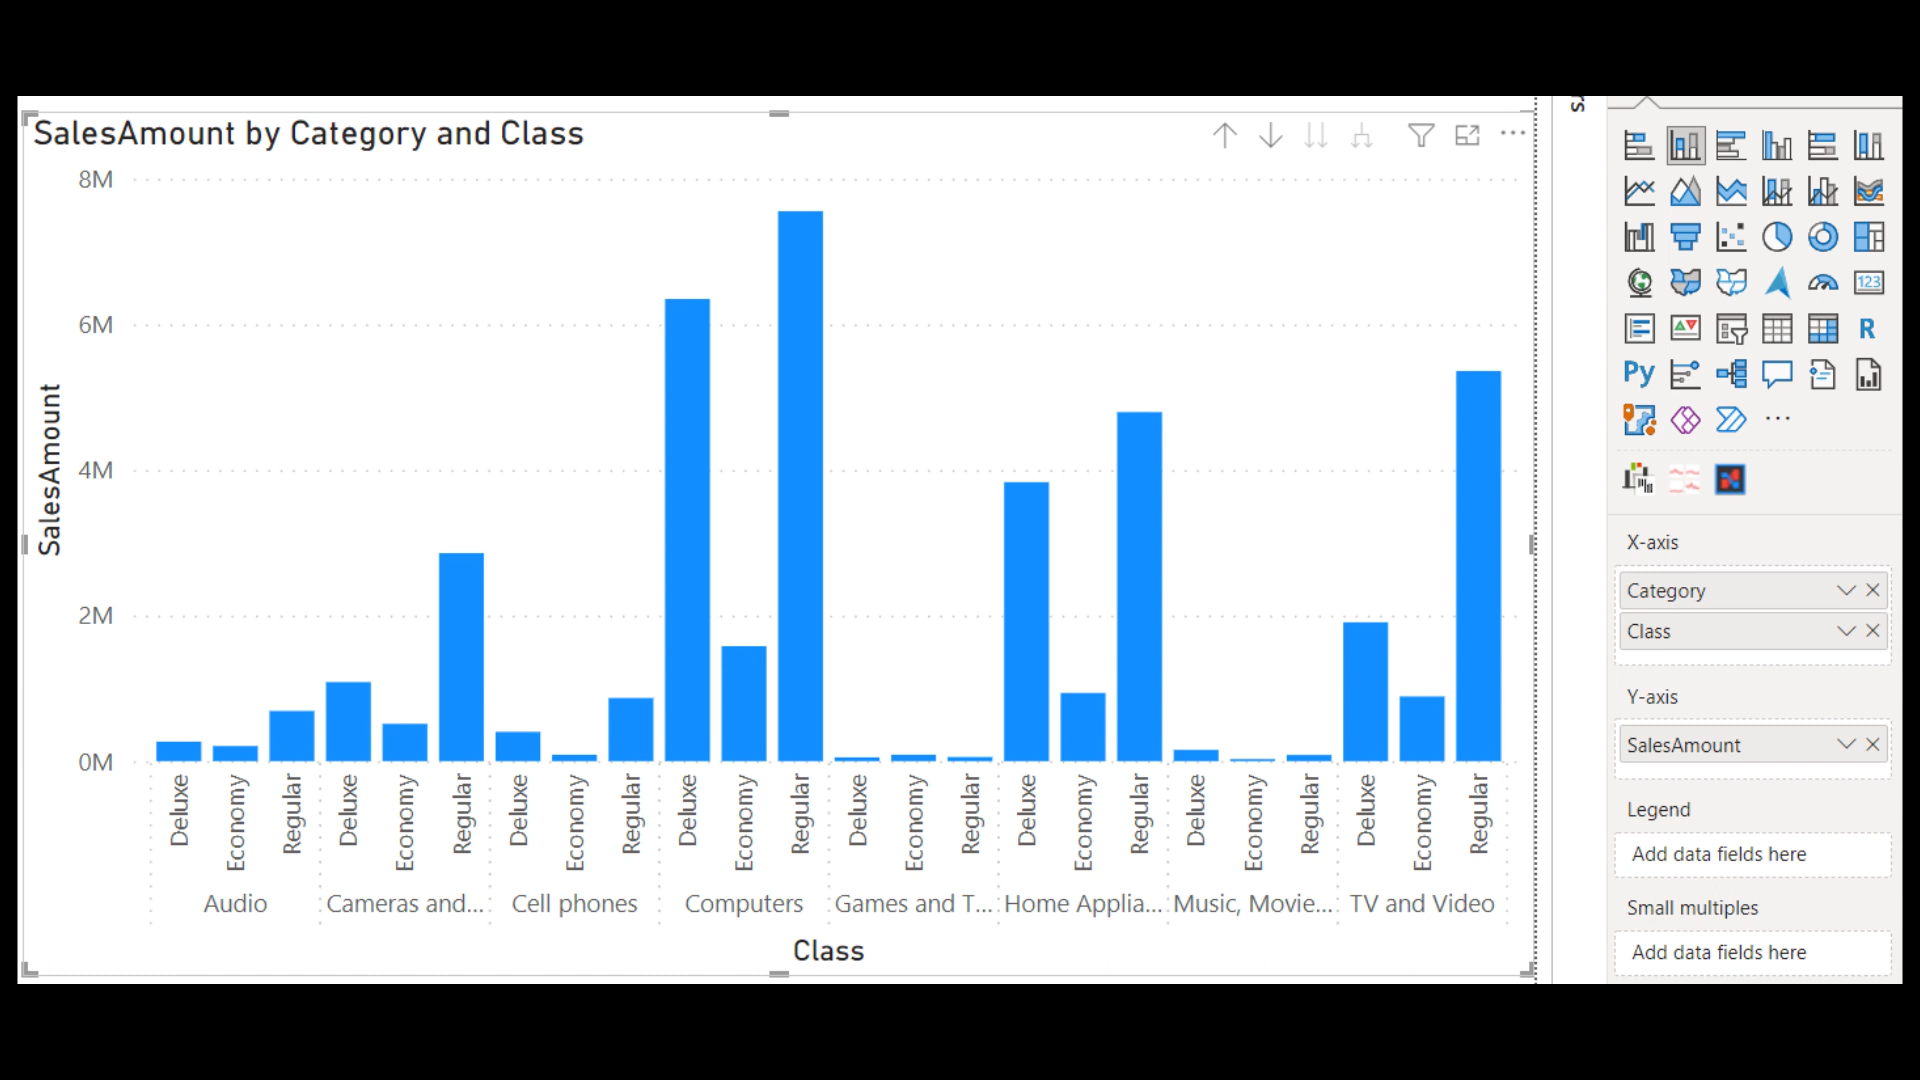 SalesAmount by Category and Class
8M
6M
4M
2M
0M
SalesAmount
Deluxe Economy Regular Deluxe Economy Regular Deluxe Economy Regular Deluxe Economy Regular Deluxe Economy Regular Deluxe Economy Regular Deluxe Economy Regular Deluxe Economy Regular
Audio Cameras and... Cell phones Computers Games and T... Home Applia... Music, Movie... TV and Video
Class
123
R
Py
X-axis
Category
Class
Y-axis
SalesAmount
Legend
Add data fields here
Small multiples
Add data fields here